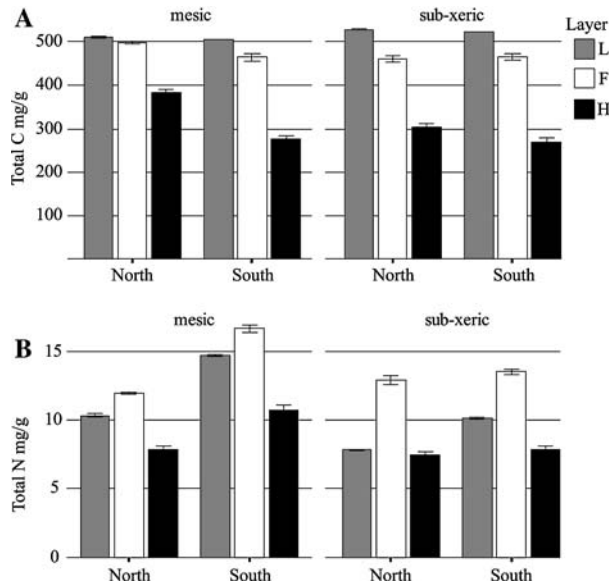 A
mesic
sub-xeric
Layer
L
F
H
Total C mg/g
500
400
300
200
100
North
South
North
South
B
mesic
sub-xeric
Total N mg/g
15
10
5
0
North
South
North
South